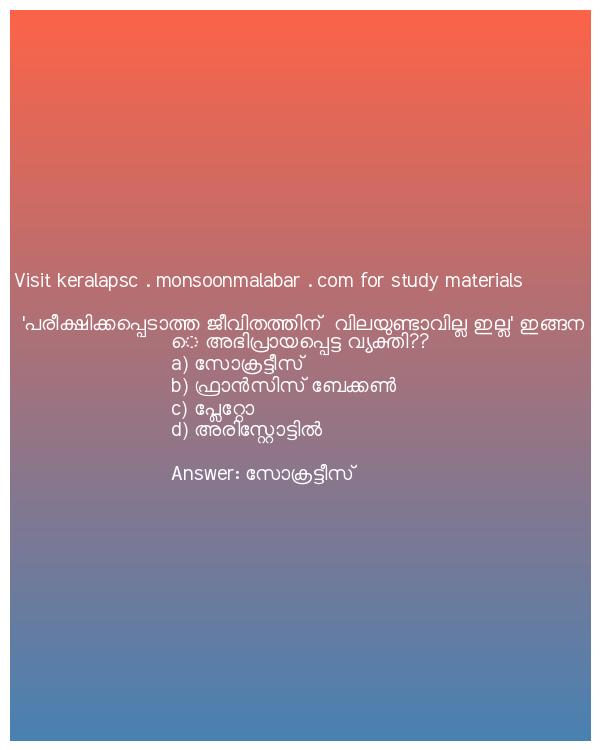 Visit keralapsc . monsoonmalabar . com for study materials
'പരീക്ഷിക്കപ്പെടാത്ത ജീവിതത്തിന് വിലയുണ്ടാവില്ല ഇല്ല' ഇങ്ങന
െ അഭിപ്രായപ്പെട്ട വ്യക്തി??
a) സോക്രട്ടീസ്
b) ഫ്രാൻസിസ് ബേക്കൺ
c) പ്ലേറ്റോ
d) അരിസ്റ്റോട്ടിൽ
Answer: സോക്രട്ടീസ്